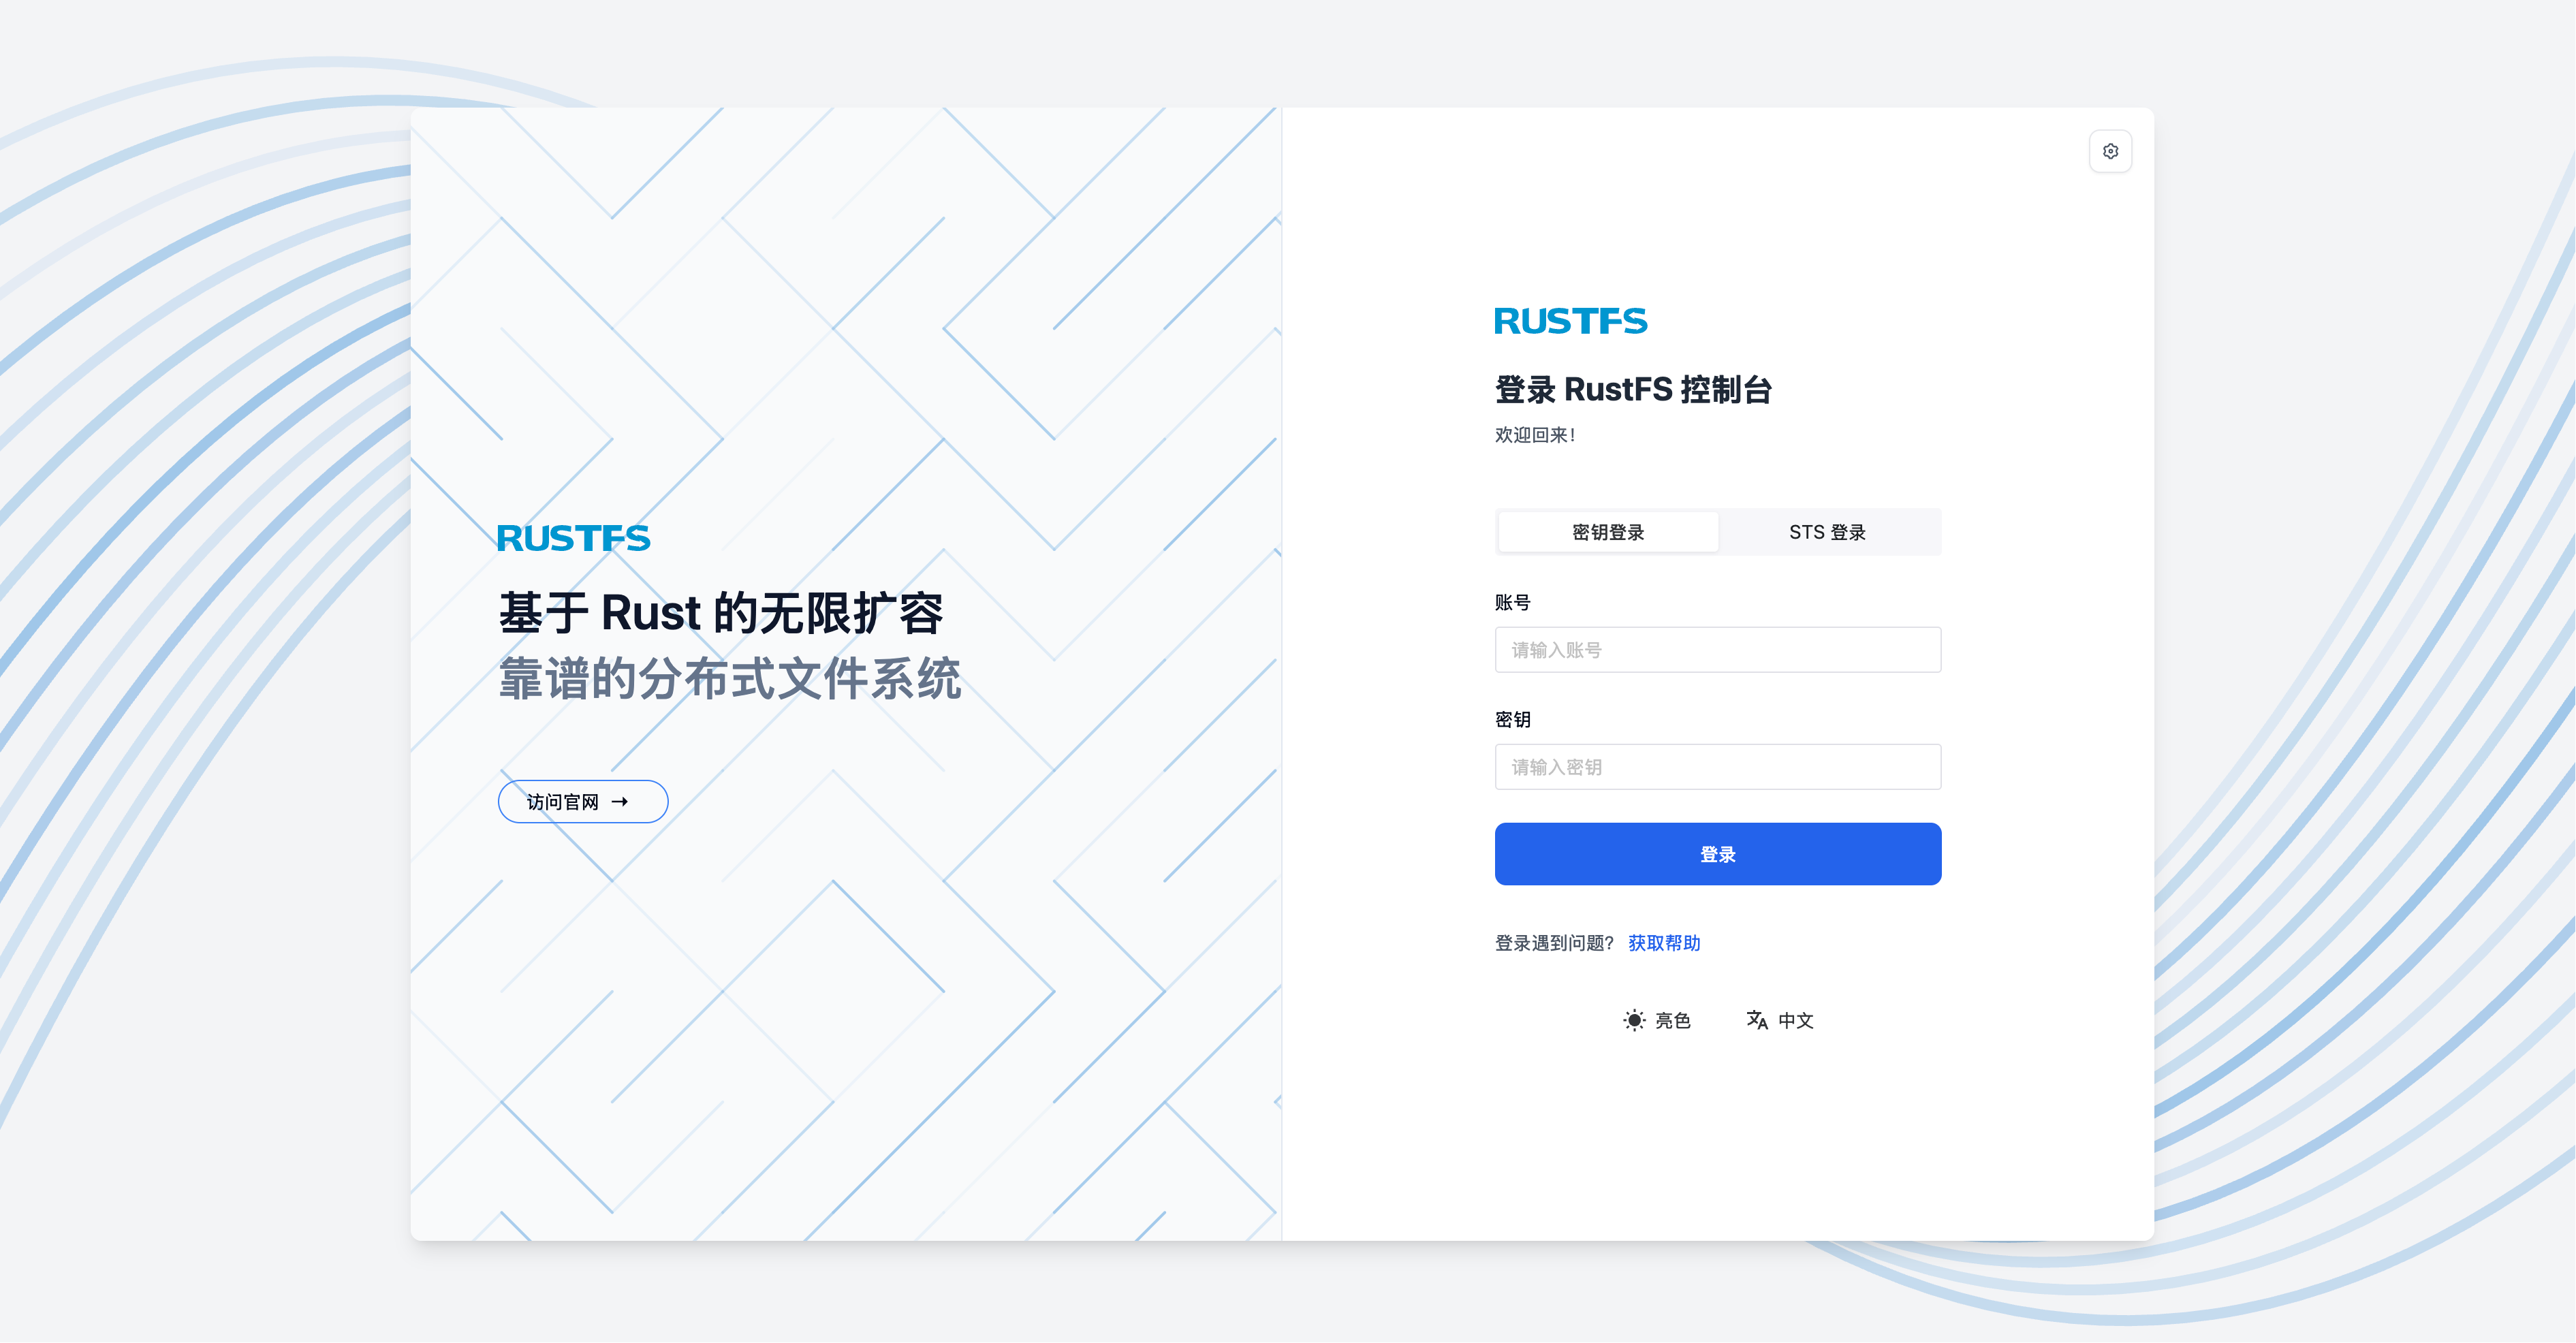 RUSTFS
基于 Rust 的无限扩容
靠谱的分布式文件系统
访问官网 →
RUSTFS
登录 RustFS 控制台
欢迎回来！
密钥登录
STS 登录
账号
请输入账号
密钥
请输入密钥
登录
登录遇到问题？ 获取帮助
亮色
中文